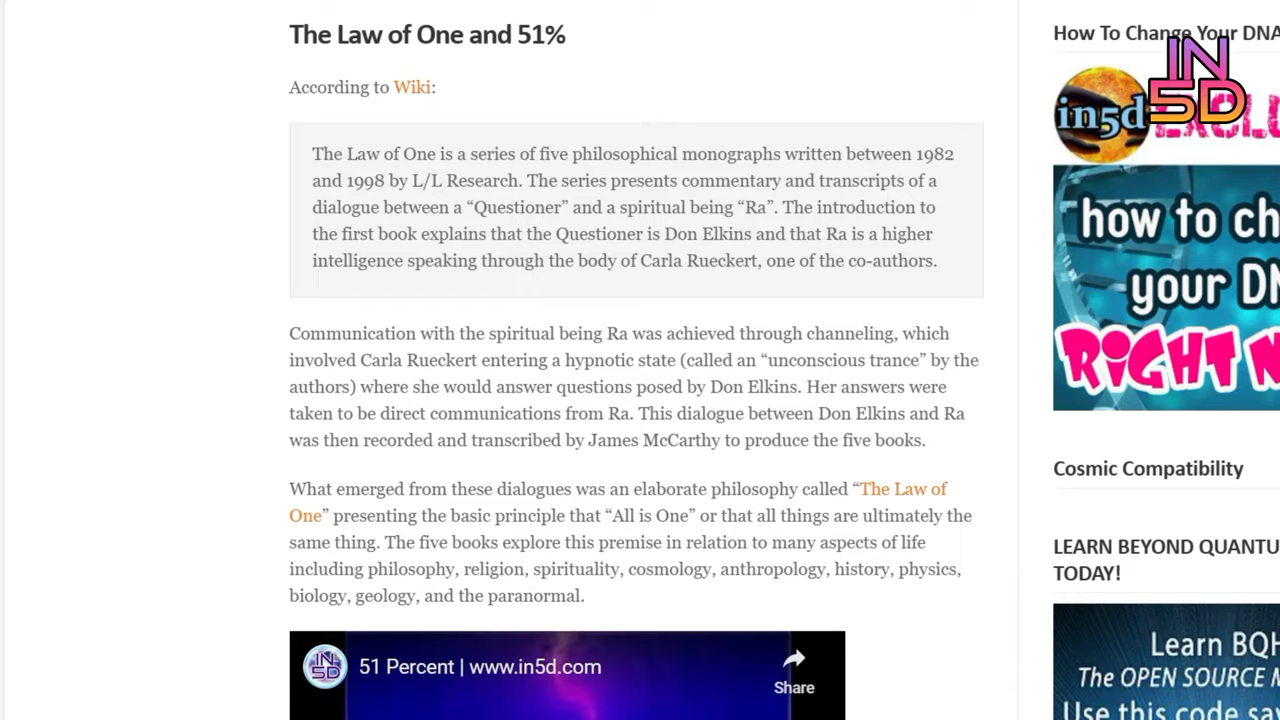 The Law of One and 51%
According to Wiki:
The Law of One is a series of five philosophical monographs written between 1982
and 1998 by L/L Research. The series presents commentary and transcripts of a
dialogue between a “Questioner” and a spiritual being “Ra”. The introduction to
the first book explains that the Questioner is Don Elkins and that Ra is a higher
intelligence speaking through the body of Carla Rueckert, one of the co-authors.
Communication with the spiritual being Ra was achieved through channeling, which
involved Carla Rueckert entering a hypnotic state (called an “unconscious trance” by the
authors) where she would answer questions posed by Don Elkins. Her answers were
taken to be direct communications from Ra. This dialogue between Don Elkins and Ra
was then recorded and transcribed by James McCarthy to produce the five books.
What emerged from these dialogues was an elaborate philosophy called “The Law of
One” presenting the basic principle that “All is One” or that all things are ultimately the
same thing. The five books explore this premise in relation to many aspects of life
including philosophy, religion, spirituality, cosmology, anthropology, history, physics,
biology, geology, and the paranormal.
IN5D
51 Percent | www.in5d.com
Share
How To Change Your DNA
IN
5D
in5d
how to ch
your DN
RIGHT N
Cosmic Compatibility
LEARN BEYOND QUANTU
TODAY!
Learn BQH
The OPEN SOURCE M
Use this code sav